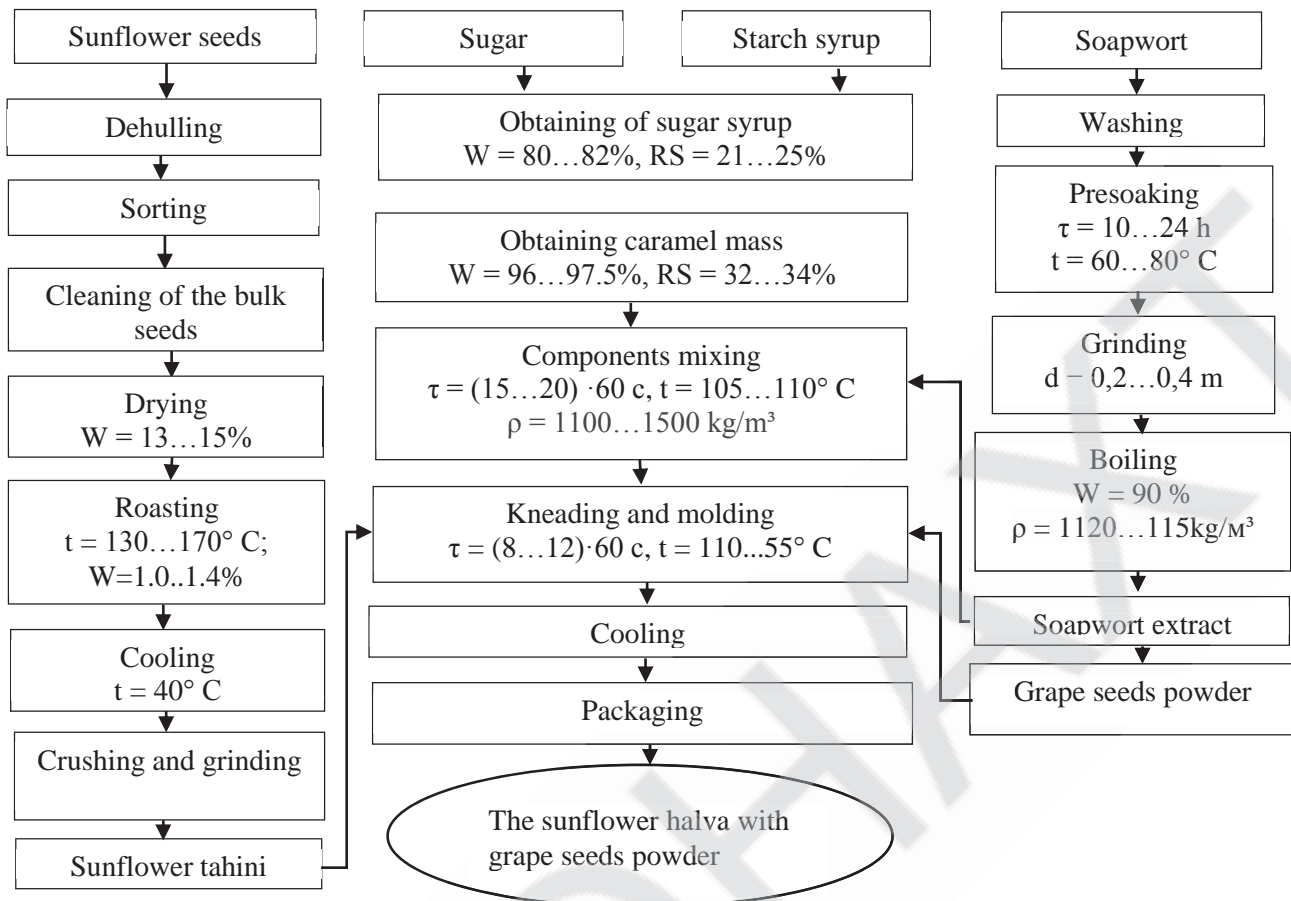 Sunflower seeds
Dehulling
Sorting
Cleaning of the bulk
seeds
Drying
W = 13…15%
Roasting
t = 130…170° C;
W=1.0..1.4%
Cooling
t = 40° C
Crushing and grinding
Sunflower tahini
Sugar
Starch syrup
Obtaining of sugar syrup
W = 80…82%, RS = 21…25%
Obtaining caramel mass
W = 96…97.5%, RS = 32…34%
Components mixing
τ = (15…20) ·60 c, t = 105…110° C
ρ = 1100…1500 kg/m³
Kneading and molding
τ = (8…12)·60 c, t = 110...55° C
Cooling
Packaging
The sunflower halva with
grape seeds powder
Soapwort
Washing
Presoaking
τ = 10…24 h
t = 60…80° C
Grinding
d = 0,2…0,4 m
Boiling
W = 90 %
ρ = 1120…115kg/м³
Soapwort extract
Grape seeds powder